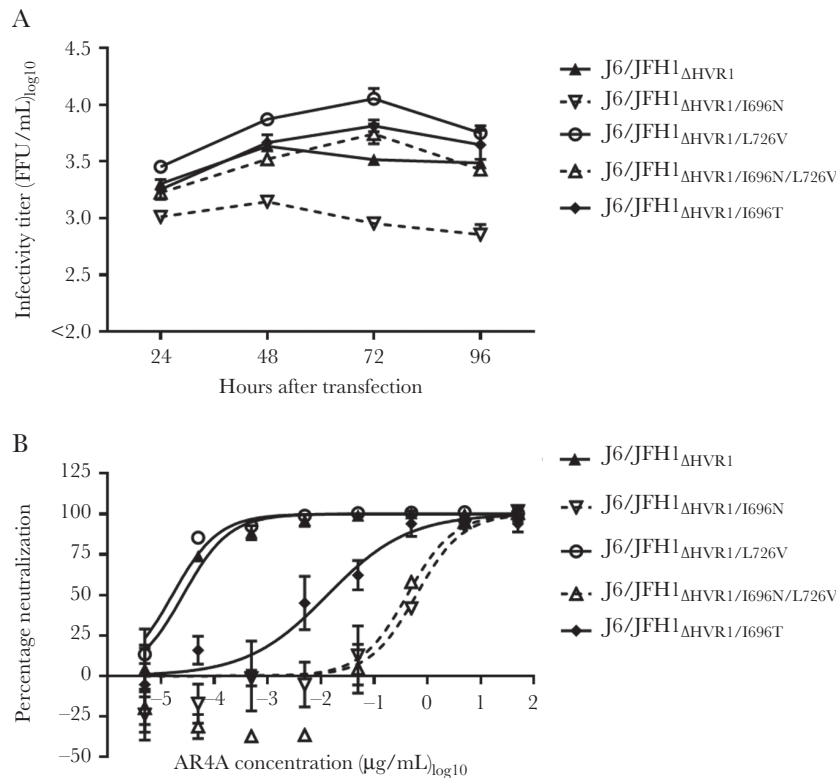 A
Infectivity titer (FFU/mL)log10
4.5
4.0
3.5
3.0
2.5
<2.0
24 48 72 96
Hours after transfection
J6/JFH1ΔHVR1
J6/JFH1ΔHVR1/I696N
J6/JFH1ΔHVR1/L726V
J6/JFH1ΔHVR1/I696N/L726V
J6/JFH1ΔHVR1/I696T
B
Percentage neutralization
125
100
75
50
25
0
−25
−50
−5 −4 −3 −2 −1 0 1 2
AR4A concentration (μg/mL)log10
J6/JFH1ΔHVR1
J6/JFH1ΔHVR1/I696N
J6/JFH1ΔHVR1/L726V
J6/JFH1ΔHVR1/I696N/L726V
J6/JFH1ΔHVR1/I696T